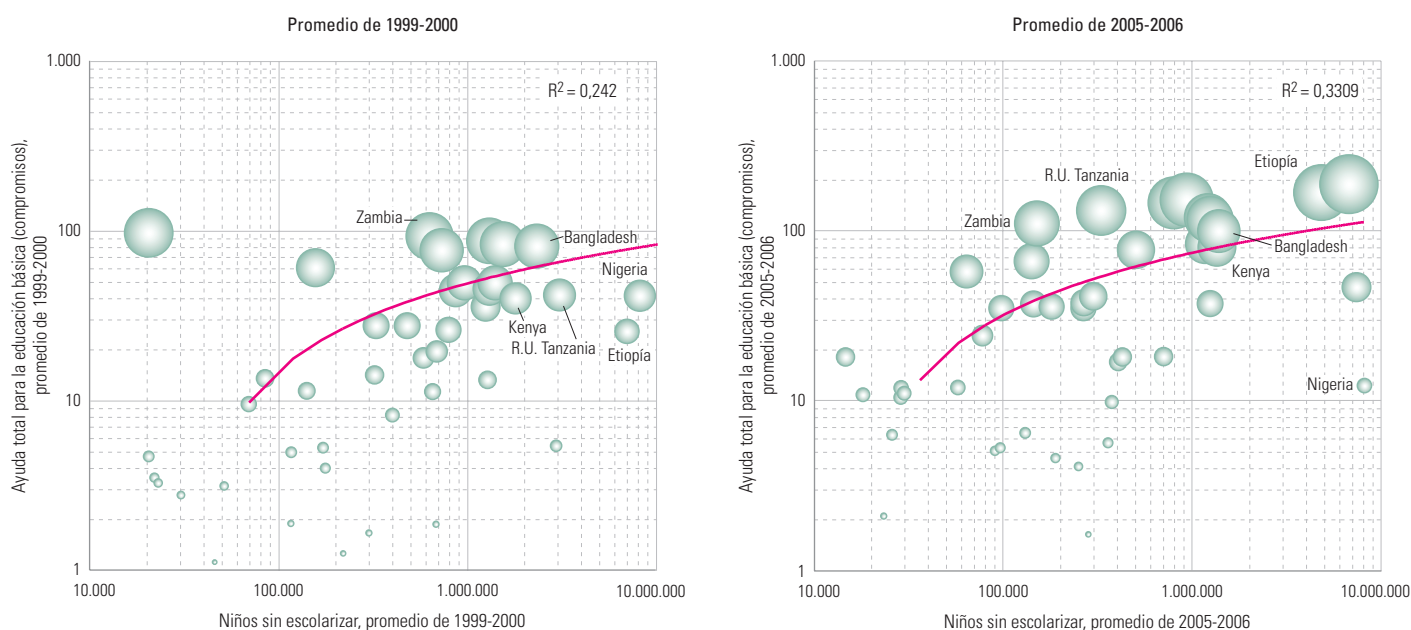 Promedio de 1999-2000
1.000
100
10
1
R² = 0,242
Zambia
Bangladesh
Nigeria
Kenya
R.U. Tanzania
Etiopía
10.000
100.000
1.000.000
10.000.000
Niños sin escolarizar, promedio de 1999-2000
Ayuda total para la educación básica (compromisos),
promedio de 1999-2000
Promedio de 2005-2006
1.000
100
10
1
R² = 0,3309
Etiopía
R.U. Tanzania
Zambia
Bangladesh
Kenya
Nigeria
10.000
100.000
1.000.000
10.000.000
Niños sin escolarizar, promedio de 2005-2006
Ayuda total para la educación básica (compromisos),
promedio de 2005-2006